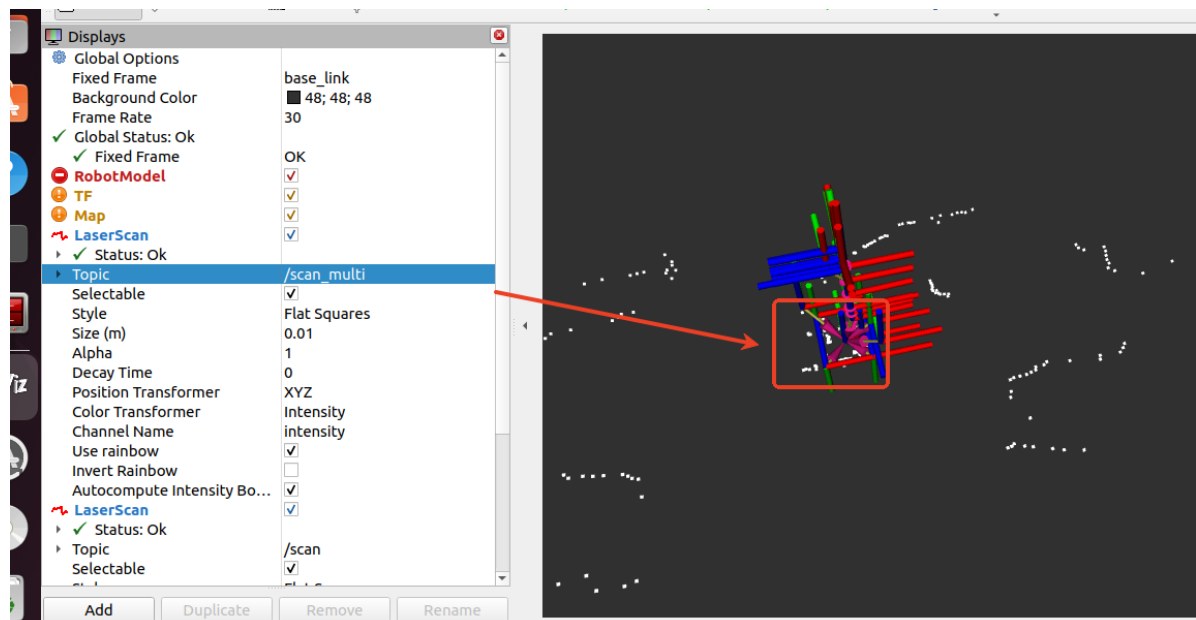 Displays
Global Options
Fixed Frame base_link
Background Color 48; 48; 48
Frame Rate 30
Global Status: Ok
Fixed Frame OK
RobotModel
TF
Map
LaserScan
Status: Ok
Topic /scan_multi
Selectable
Style Flat Squares
Size (m) 0.01
Alpha 1
Decay Time 0
Position Transformer XYZ
Color Transformer Intensity
Channel Name intensity
Use rainbow
Invert Rainbow
Autocompute Intensity Bo...
LaserScan
Status: Ok
Topic /scan
Selectable
Add Duplicate Remove Rename